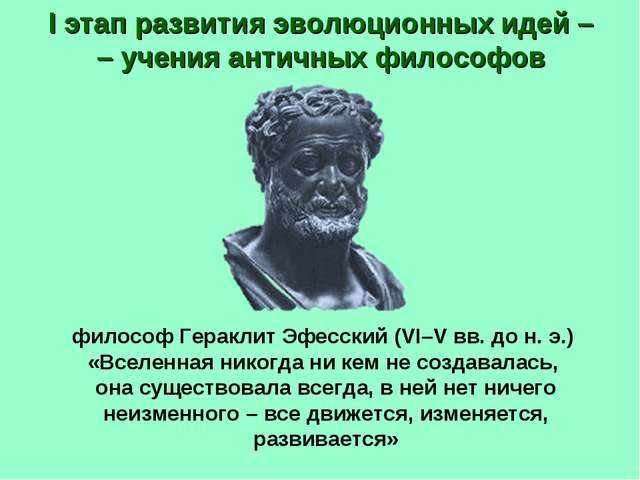 I этап развития эволюционных идей –
– учения античных философов
философ Гераклит Эфесский (VI–V вв. до н. э.)
«Вселенная никогда ни кем не создавалась,
она существовала всегда, в ней нет ничего
неизменного – все движется, изменяется,
развивается»